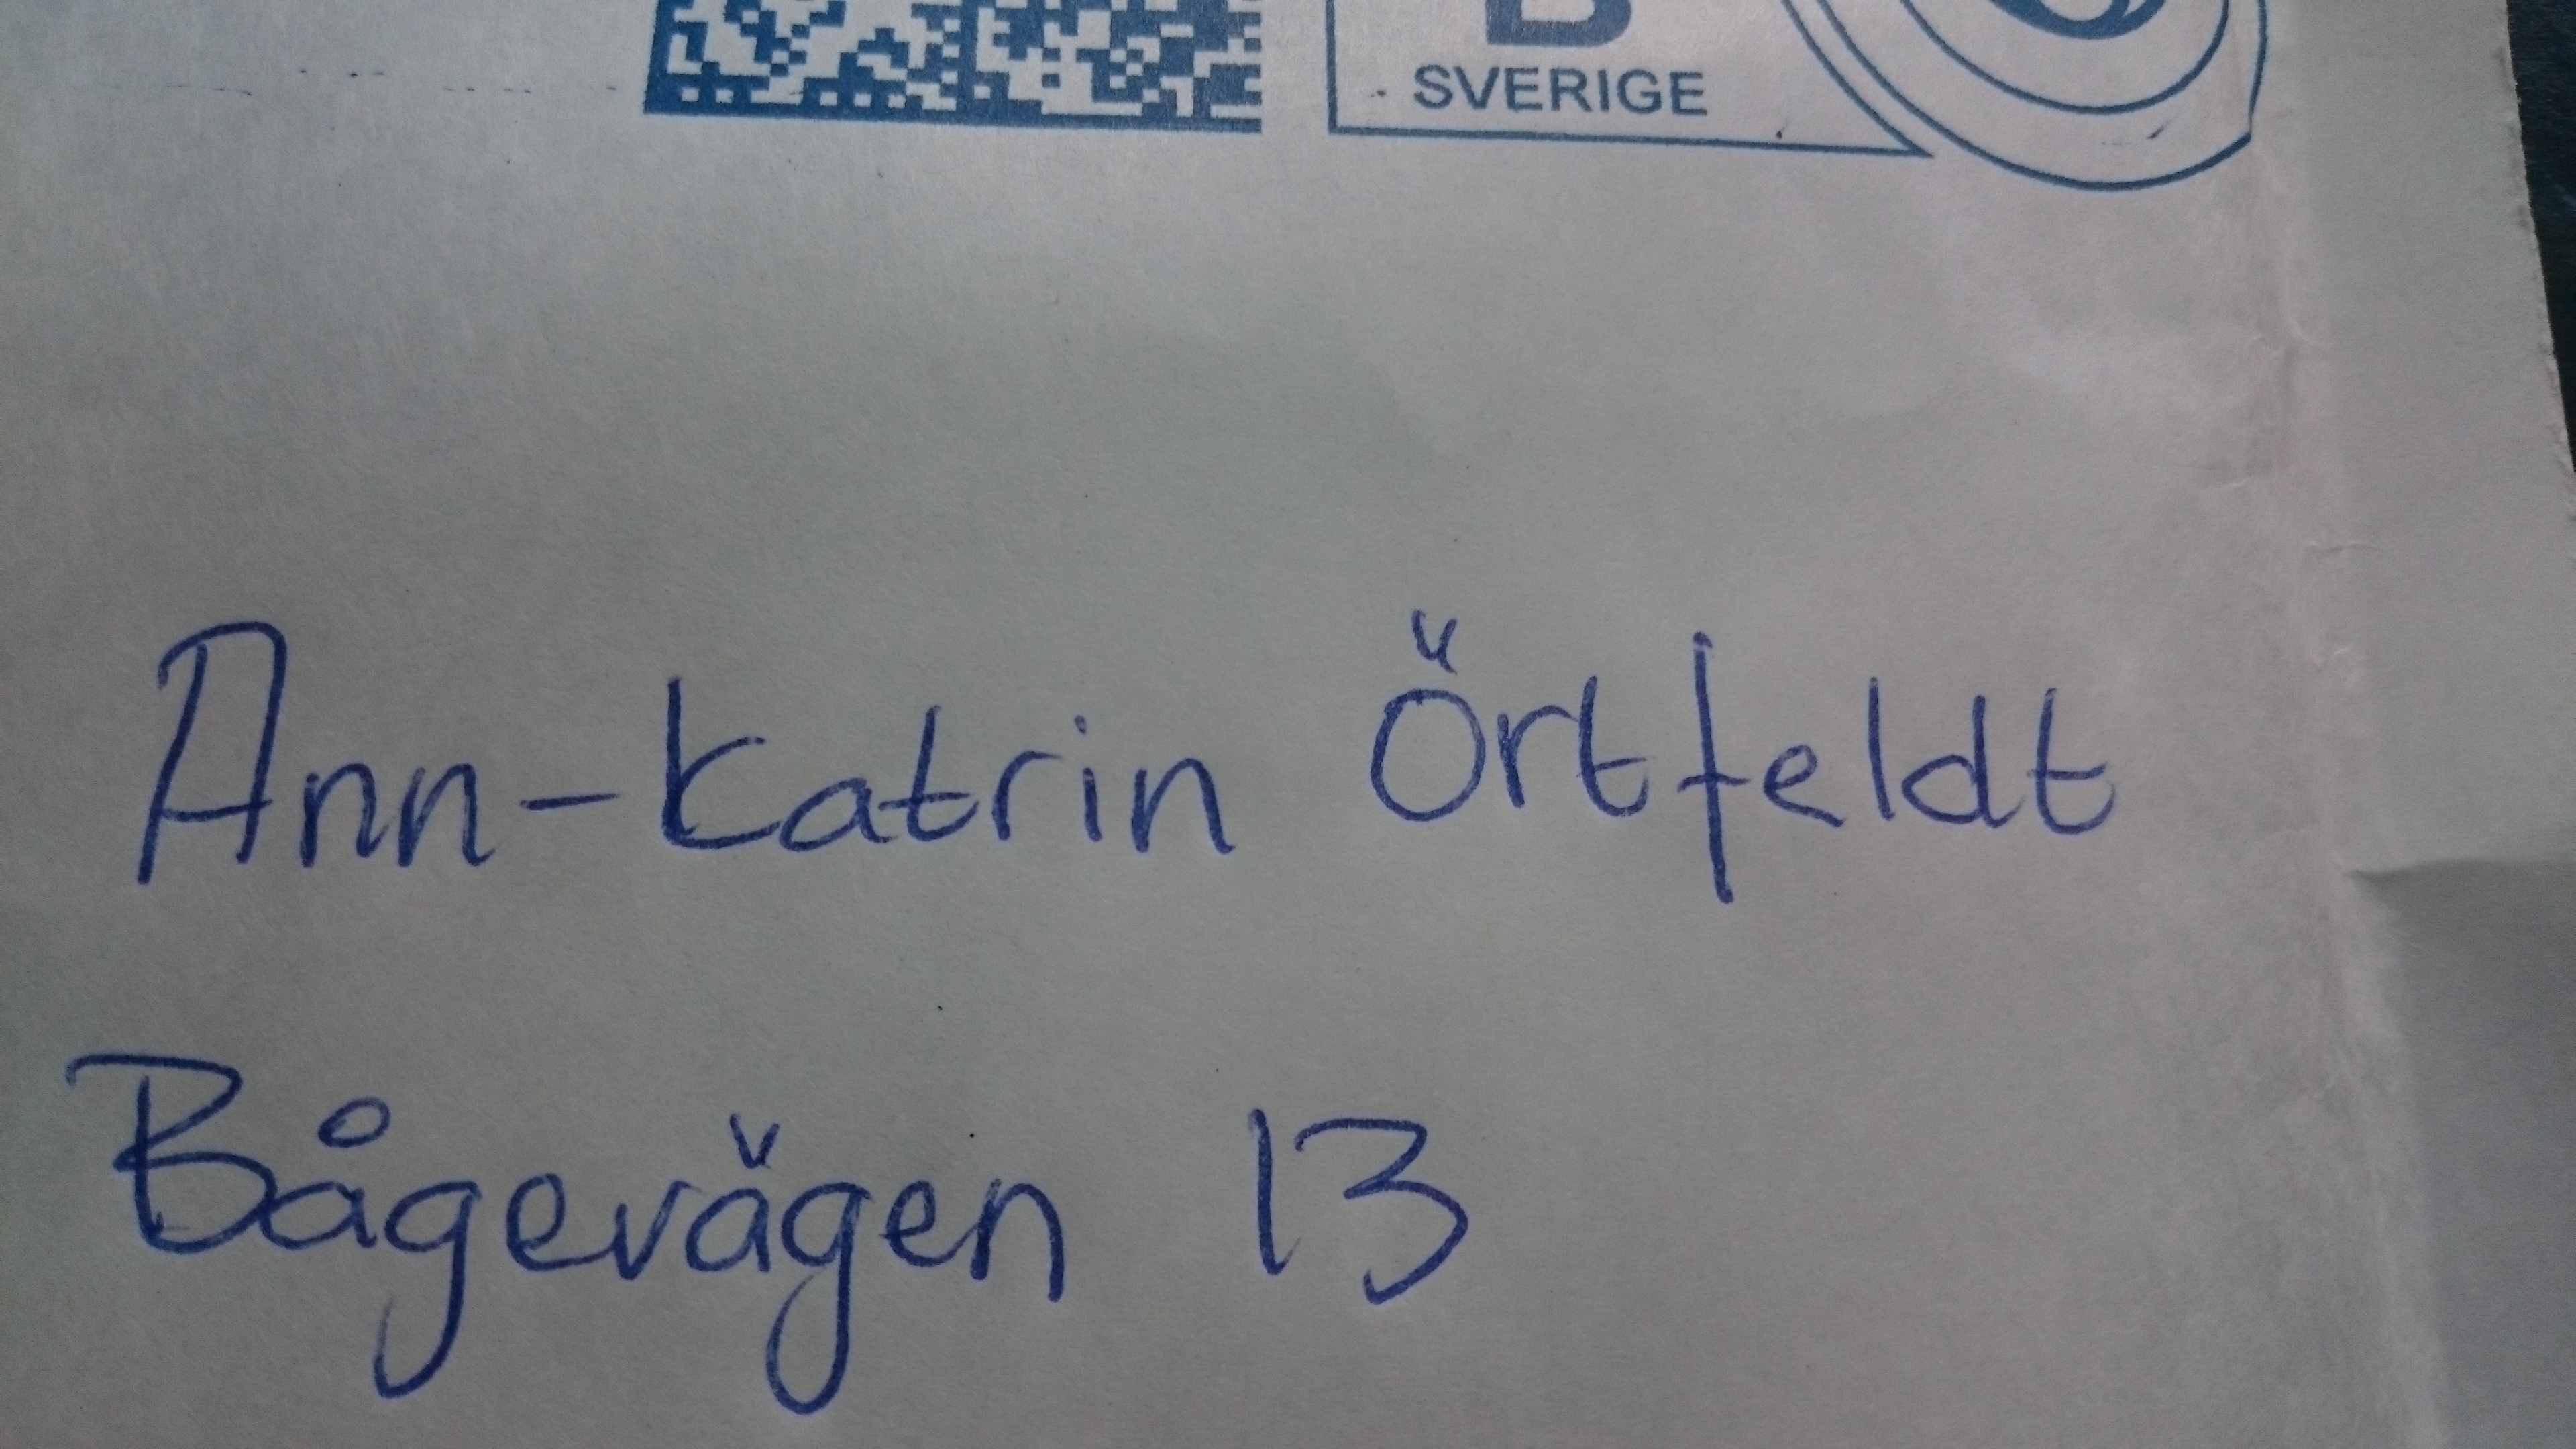 B
SVERIGE
Ann-Katrin Örtfeldt
Bågevägen 13